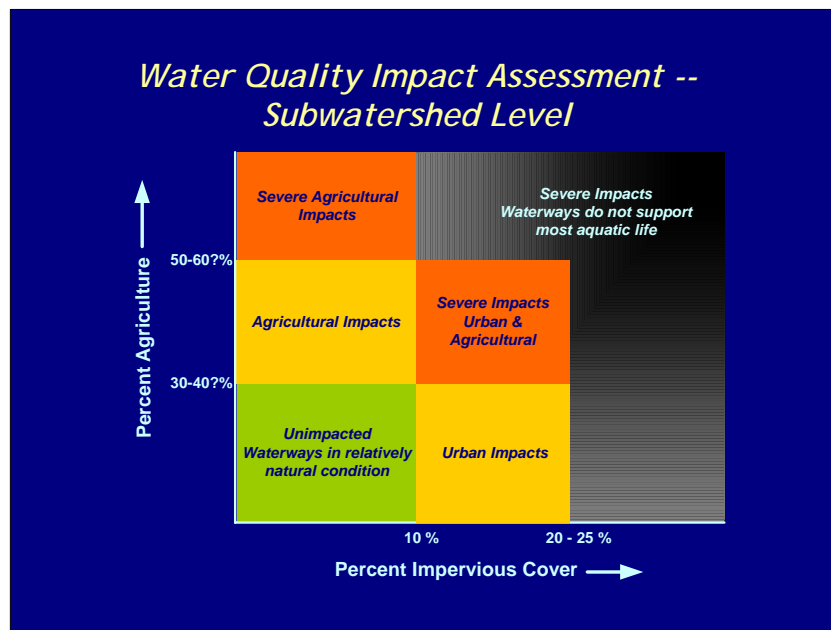 Water Quality Impact Assessment --
Subwatershed Level
Severe Agricultural
Impacts
Severe Impacts
Waterways do not support
most aquatic life
50-60?%
Agricultural Impacts
Severe Impacts
Urban &
Agricultural
30-40?%
Unimpacted
Waterways in relatively
natural condition
Urban Impacts
Percent Agriculture
10 %
20 - 25 %
Percent Impervious Cover